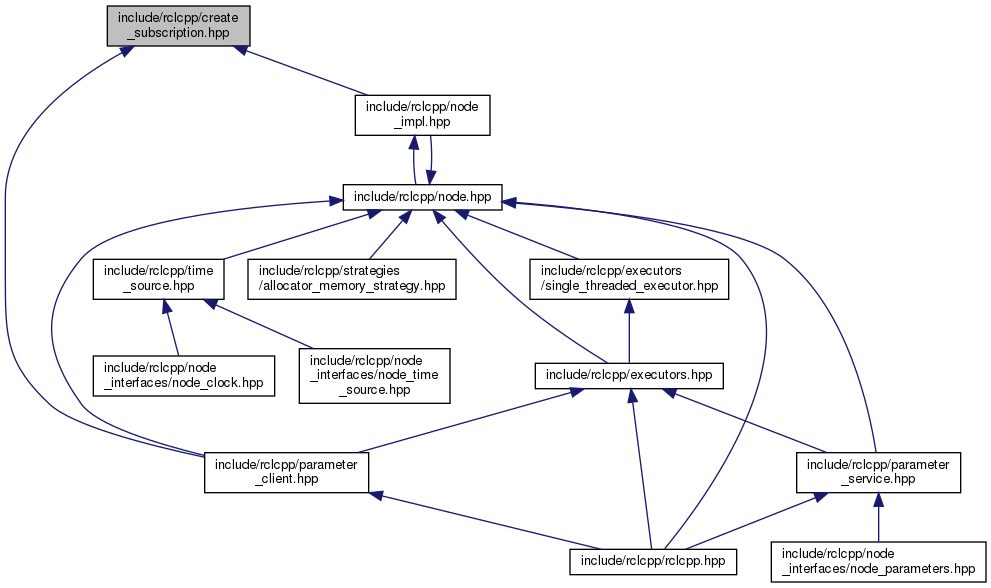 include/rclcpp/create
_subscription.hpp
include/rclcpp/node
_impl.hpp
include/rclcpp/node.hpp
include/rclcpp/time
_source.hpp
include/rclcpp/strategies
/allocator_memory_strategy.hpp
include/rclcpp/executors
/single_threaded_executor.hpp
include/rclcpp/node
_interfaces/node_clock.hpp
include/rclcpp/node
_interfaces/node_time
_source.hpp
include/rclcpp/executors.hpp
include/rclcpp/parameter
_client.hpp
include/rclcpp/parameter
_service.hpp
include/rclcpp/rclcpp.hpp
include/rclcpp/node
_interfaces/node_parameters.hpp